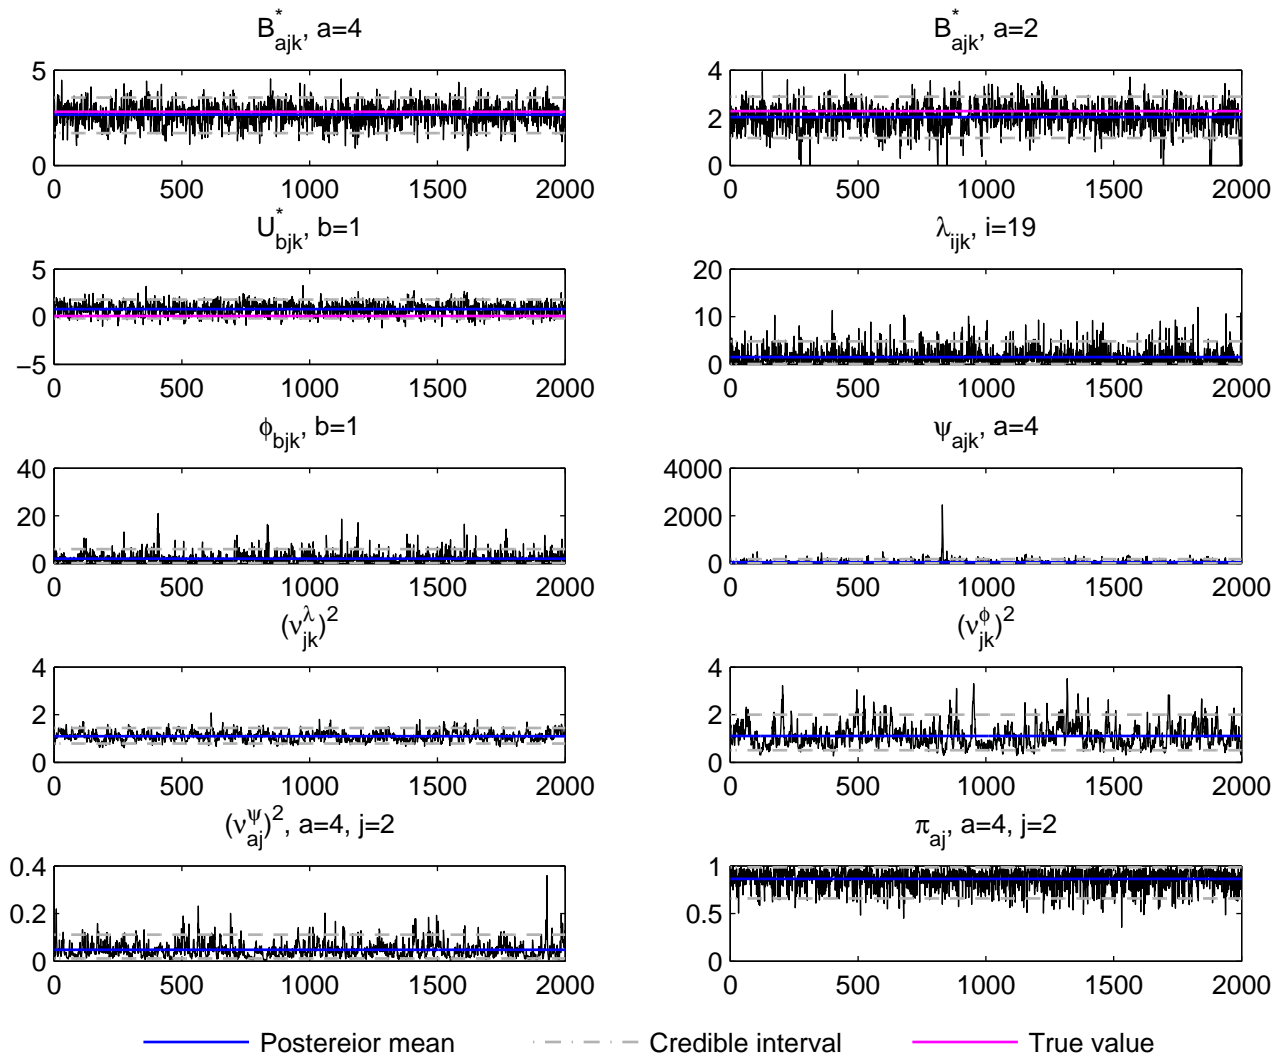 B*ajk, a=4
B*ajk, a=2
5
0
0 500 1000 1500 2000
4
2
0
0 500 1000 1500 2000
U*bjk, b=1
λijk, i=19
5
0
−5
0 500 1000 1500 2000
20
10
0
0 500 1000 1500 2000
ϕbjk, b=1
ψajk, a=4
40
20
0
0 500 1000 1500 2000
4000
2000
0
0 500 1000 1500 2000
(νλjk)2
(νϕjk)2
4
2
0
0 500 1000 1500 2000
4
2
0
0 500 1000 1500 2000
(νψaj)2, a=4, j=2
πaj, a=4, j=2
0.4
0.2
0
0 500 1000 1500 2000
1
0.5
0
0 500 1000 1500 2000
Postereior mean Credible interval True value